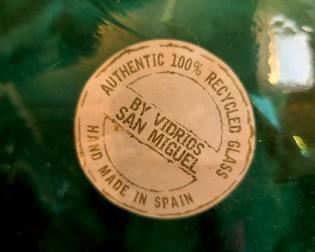 AUTHENTIC 100% RECYCLED GLASS
BY VIDRIOS
SAN MIGUEL
HAND MADE IN SPAIN